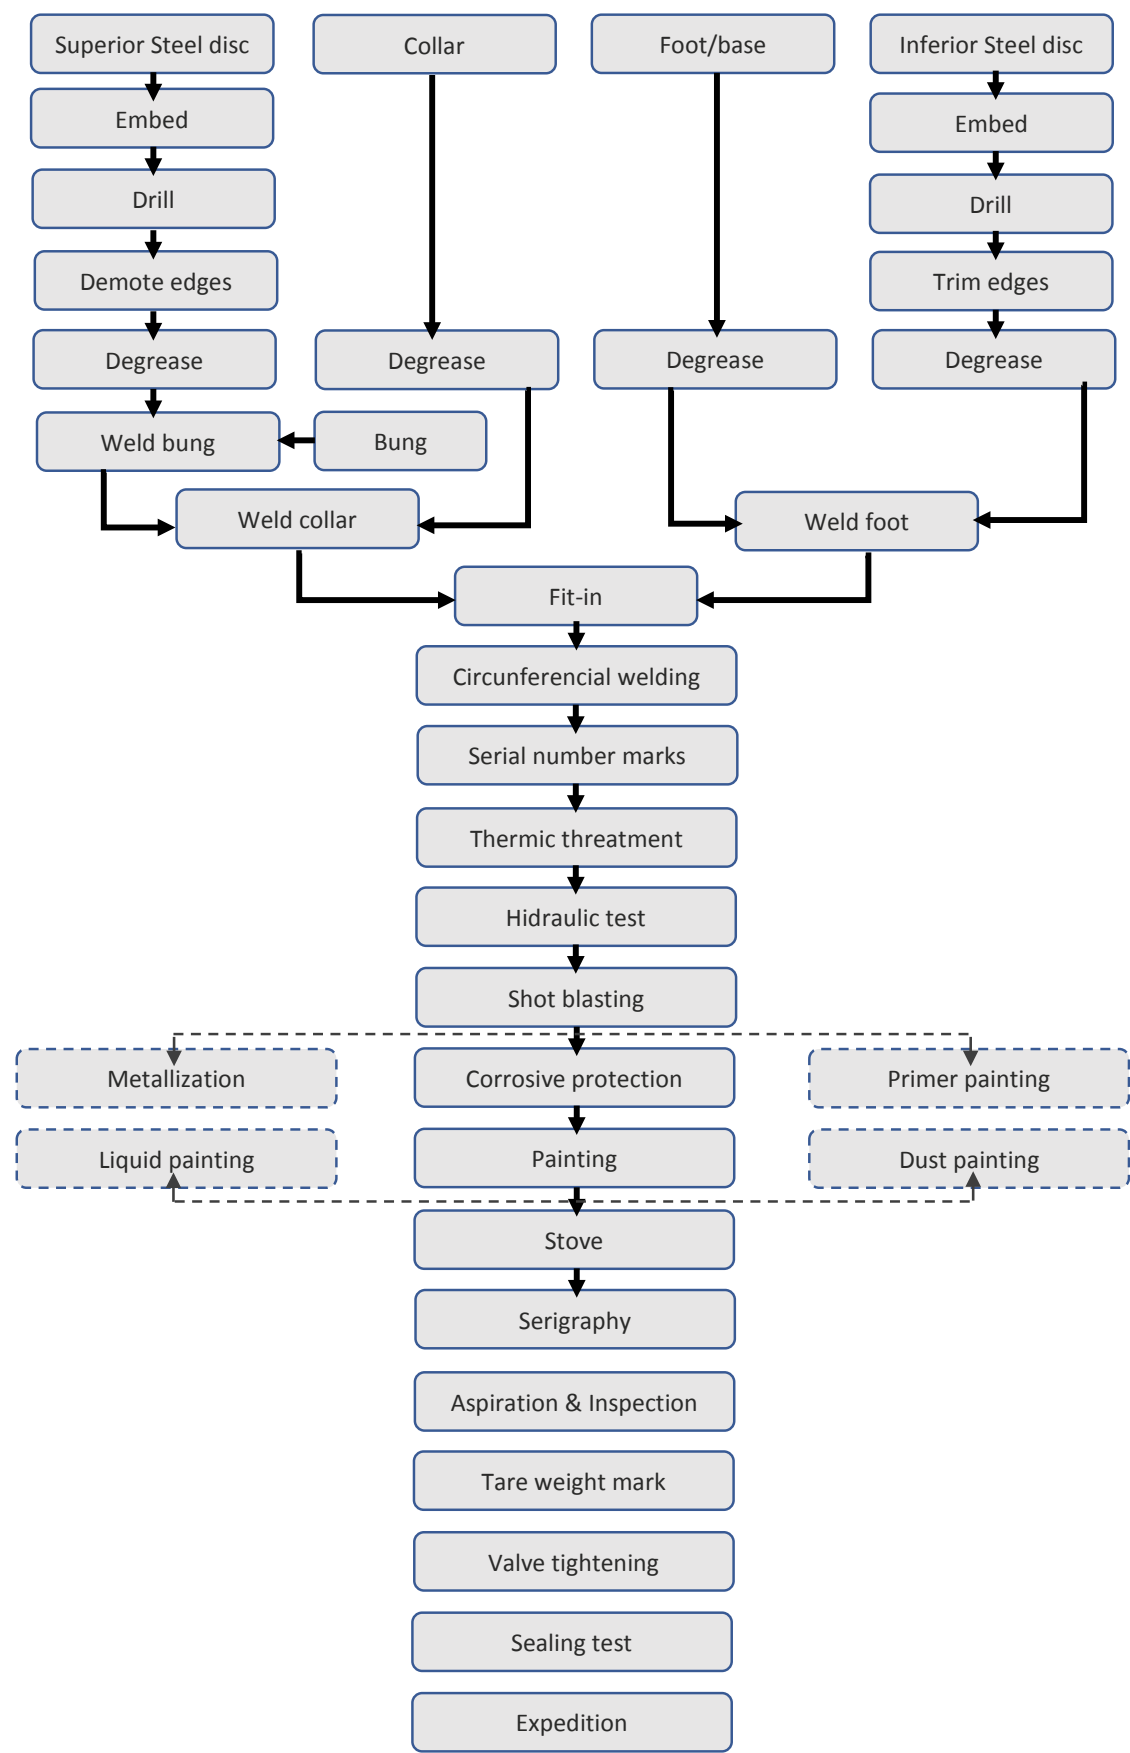 Superior Steel disc
Collar
Foot/base
Inferior Steel disc
Embed
Embed
Drill
Drill
Demote edges
Trim edges
Degrease
Degrease
Degrease
Degrease
Weld bung
Bung
Weld collar
Weld foot
Fit-in
Circunferencial welding
Serial number marks
Thermic threatment
Hidraulic test
Shot blasting
Metallization
Corrosive protection
Primer painting
Liquid painting
Painting
Dust painting
Stove
Serigraphy
Aspiration & Inspection
Tare weight mark
Valve tightening
Sealing test
Expedition